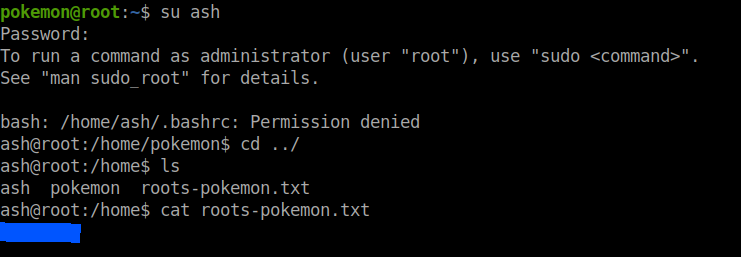 pokemon@root:~$ su ash
Password:
To run a command as administrator (user "root"), use "sudo <command>".
See "man sudo_root" for details.
bash: /home/ash/.bashrc: Permission denied
ash@root:/home/pokemon$ cd ../
ash@root:/home$ ls
ash  pokemon  roots-pokemon.txt
ash@root:/home$ cat roots-pokemon.txt